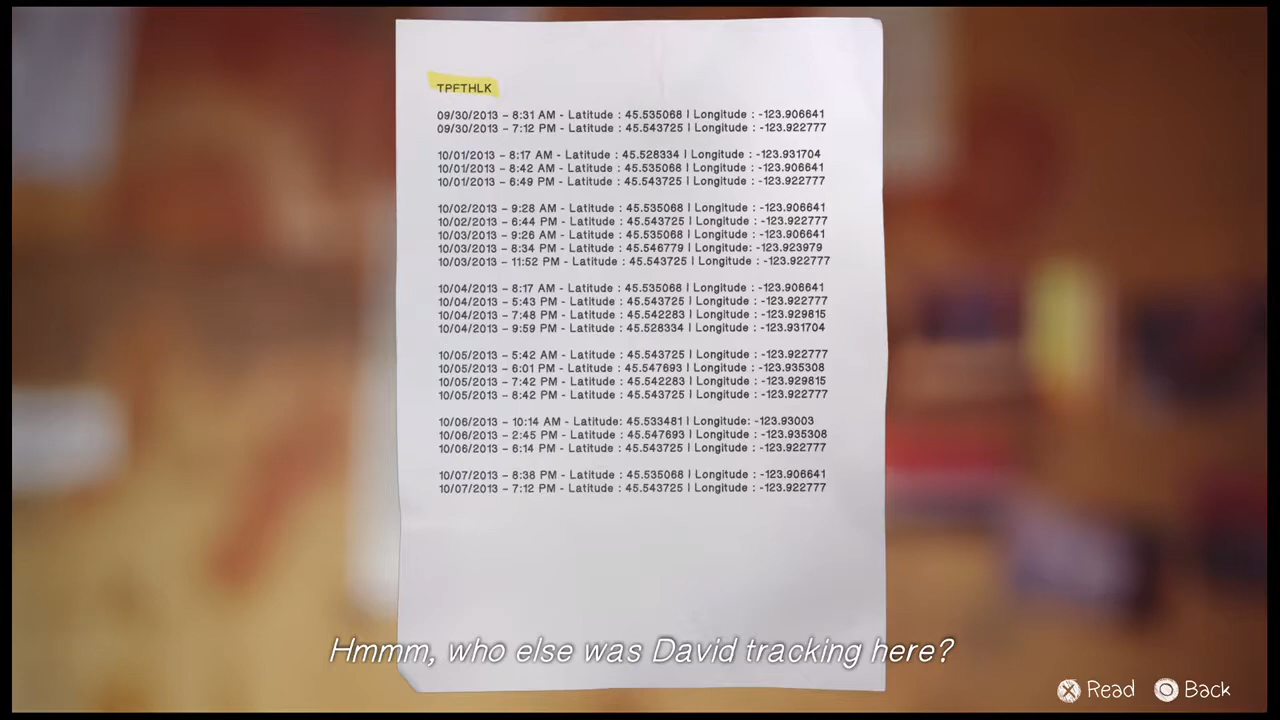 TPFTHLK
09/30/2013 – 8:31 AM - Latitude : 45.535068 | Longitude : -123.906641
09/30/2013 – 7:12 PM - Latitude : 45.543725 | Longitude : -123.922777
10/01/2013 – 8:17 AM - Latitude : 45.528334 | Longitude : -123.931704
10/01/2013 – 8:42 AM - Latitude : 45.535068 | Longitude : -123.906641
10/01/2013 – 6:49 PM - Latitude : 45.543725 | Longitude : -123.922777
10/02/2013 – 9:28 AM - Latitude : 45.535068 | Longitude : -123.906641
10/02/2013 – 6:44 PM - Latitude : 45.543725 | Longitude : -123.922777
10/03/2013 – 9:26 AM - Latitude : 45.535068 | Longitude : -123.906641
10/03/2013 – 8:34 PM - Latitude : 45.546779 | Longitude: -123.923979
10/03/2013 – 11:52 PM - Latitude : 45.543725 | Longitude : -123.922777
10/04/2013 – 8:17 AM - Latitude : 45.535068 | Longitude : -123.906641
10/04/2013 – 5:43 PM - Latitude : 45.543725 | Longitude : -123.922777
10/04/2013 – 7:48 PM - Latitude : 45.542283 | Longitude : -123.929815
10/04/2013 – 9:59 PM - Latitude : 45.528334 | Longitude : -123.931704
10/05/2013 – 5:42 AM - Latitude : 45.543725 | Longitude : -123.922777
10/05/2013 – 6:01 PM - Latitude : 45.547693 | Longitude : -123.935308
10/05/2013 – 7:42 PM - Latitude : 45.542283 | Longitude : -123.929815
10/05/2013 – 8:42 PM - Latitude : 45.543725 | Longitude : -123.922777
10/06/2013 – 10:14 AM - Latitude: 45.533481 | Longitude: -123.93003
10/06/2013 – 2:45 PM - Latitude : 45.547693 | Longitude : -123.935308
10/06/2013 – 6:14 PM - Latitude : 45.543725 | Longitude : -123.922777
10/07/2013 – 8:38 PM - Latitude : 45.535068 | Longitude : -123.906641
10/07/2013 – 7:12 PM - Latitude : 45.543725 | Longitude : -123.922777
Hmmm, who else was David tracking here?
Read Back